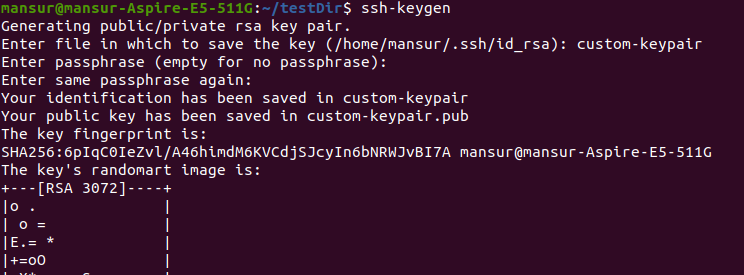 mansur@mansur-Aspire-E5-511G:~/testDir$ ssh-keygen
Generating public/private rsa key pair.
Enter file in which to save the key (/home/mansur/.ssh/id_rsa): custom-keypair
Enter passphrase (empty for no passphrase):
Enter same passphrase again:
Your identification has been saved in custom-keypair
Your public key has been saved in custom-keypair.pub
The key fingerprint is:
SHA256:6pIqC0IeZvl/A46himdM6KVCdjSJcyIn6bNRWJvBI7A mansur@mansur-Aspire-E5-511G
The key's randomart image is:
+---[RSA 3072]----+
|o .              |
| o =             |
|E.= *            |
|+=oO             |